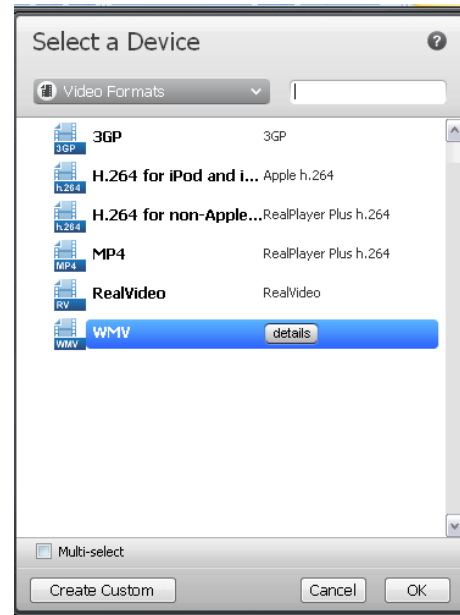 Select a Device
?
Video Formats
3GP 3GP
3GP
H.264 for iPod and i... Apple h.264
h.264
H.264 for non-Apple... RealPlayer Plus h.264
h.264
MP4 RealPlayer Plus h.264
MP4
RealVideo RealVideo
RV
WMV details
WMV
Multi-select
Create Custom Cancel OK